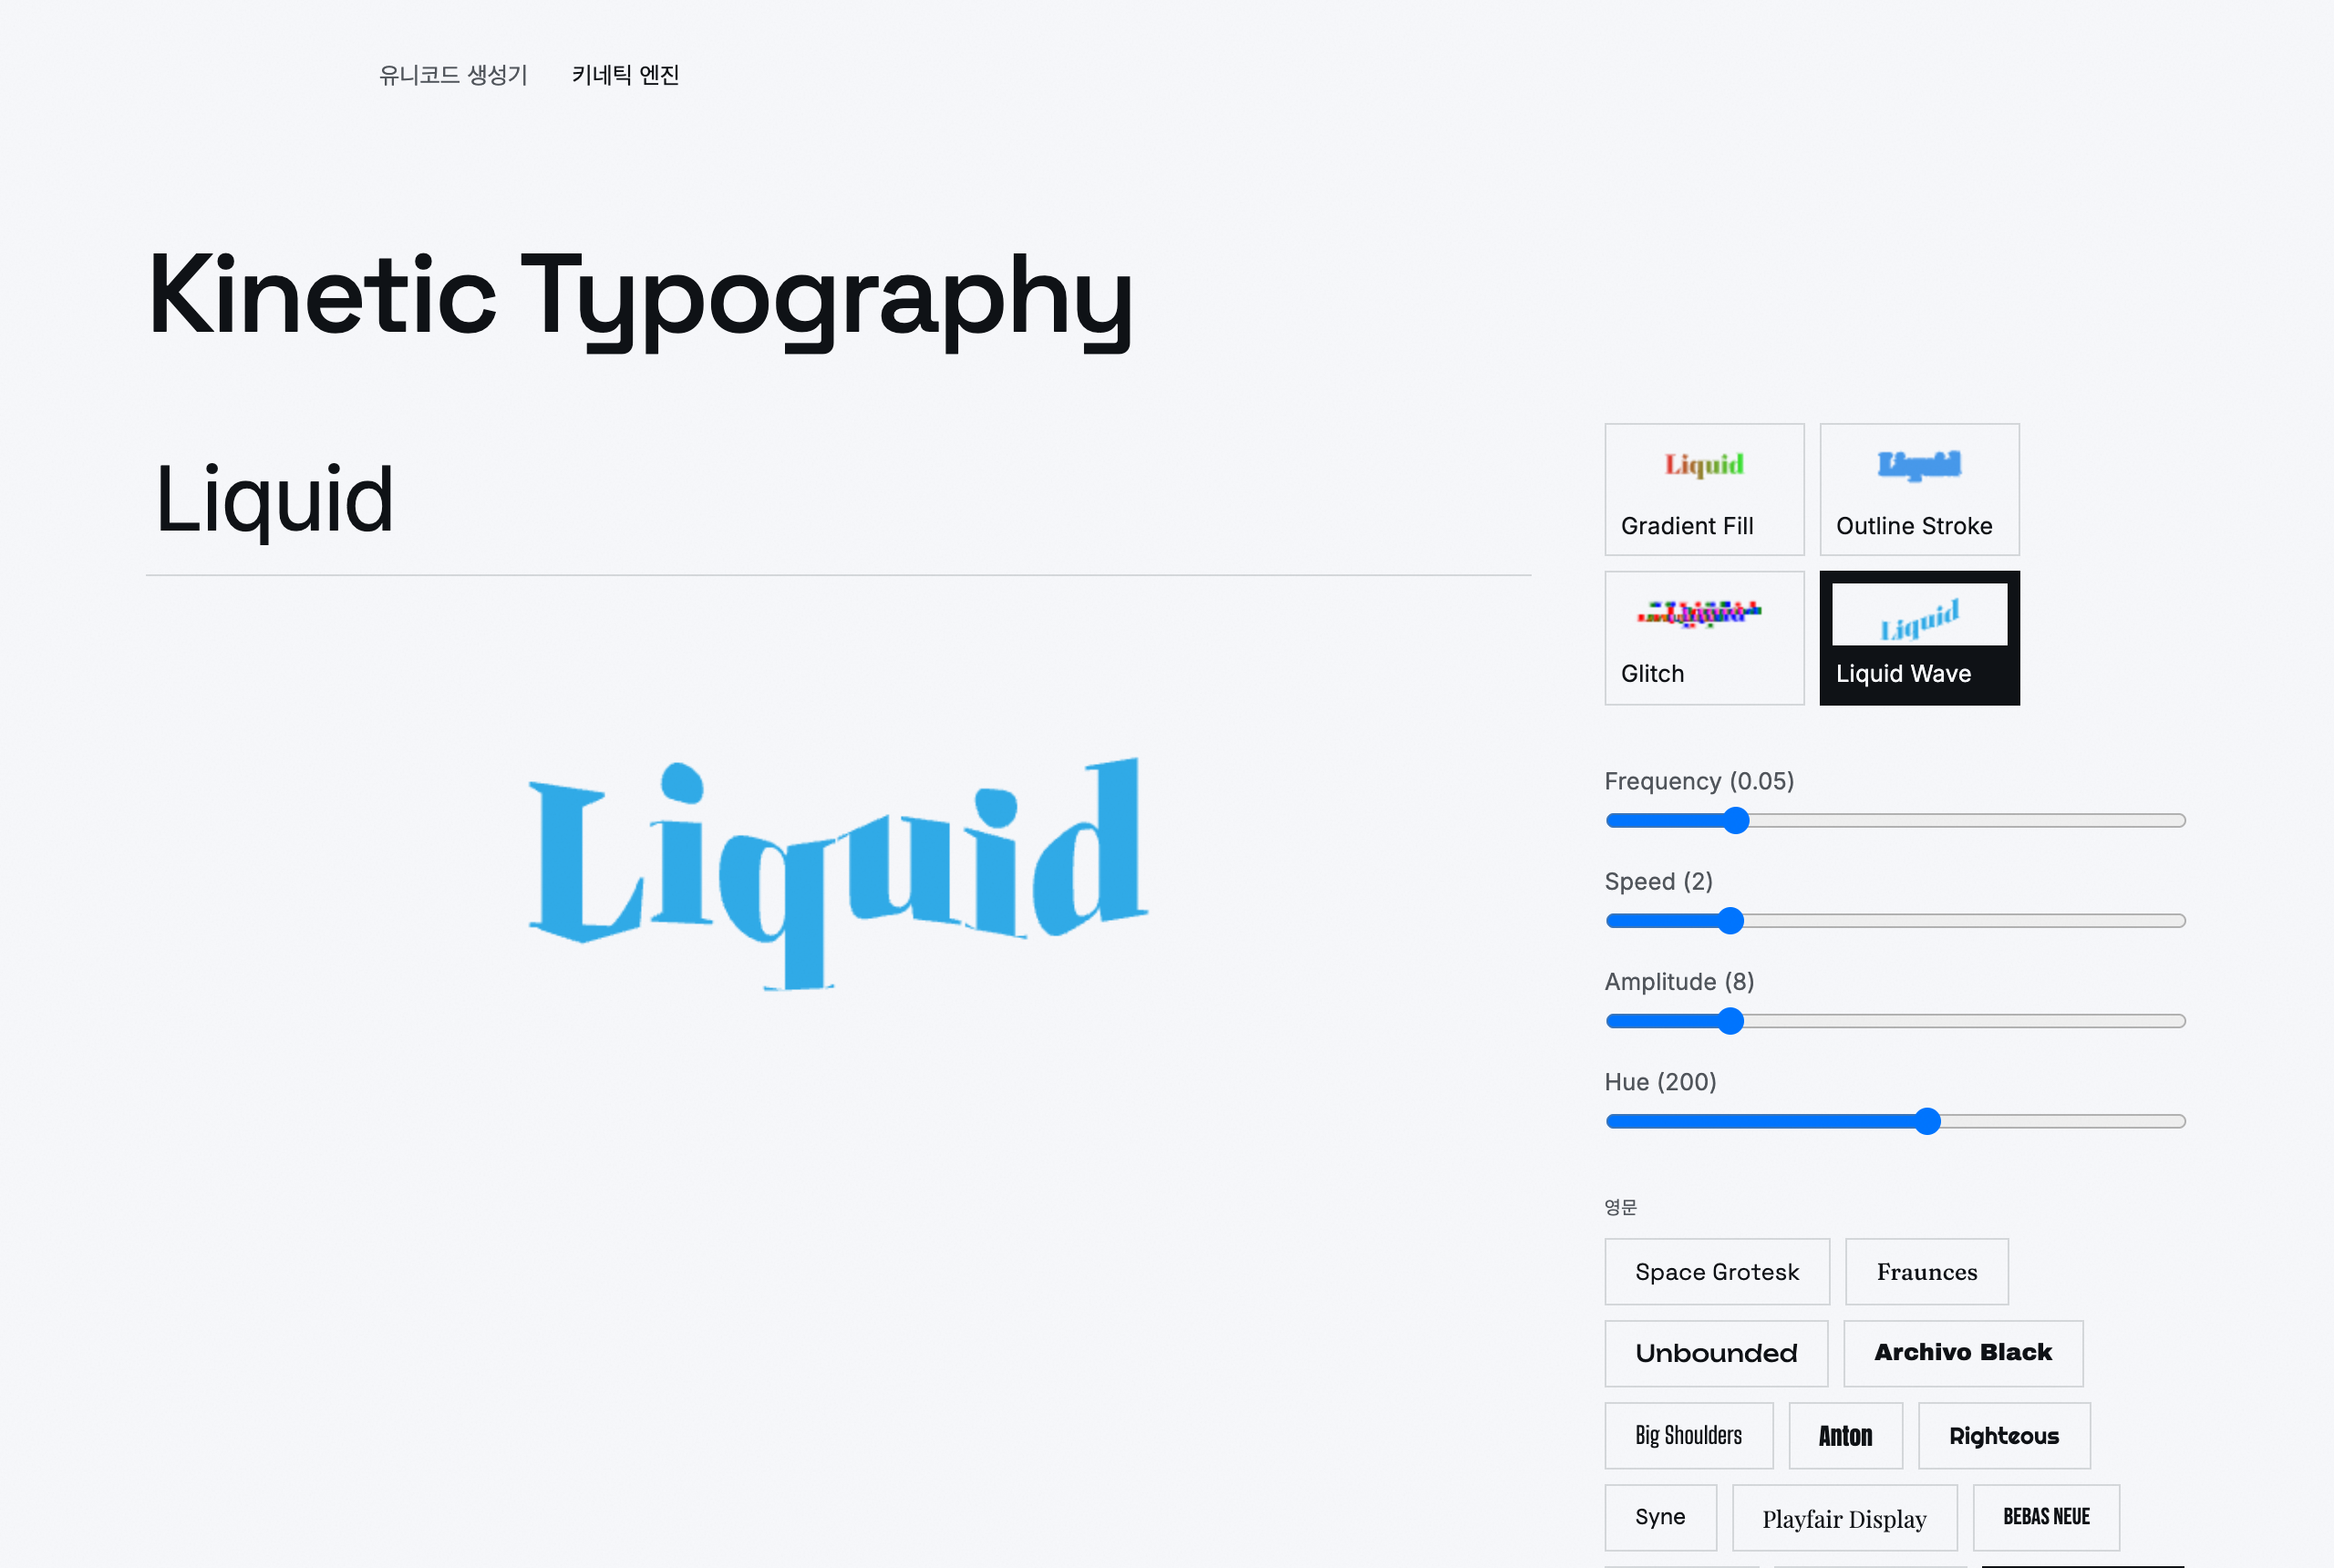 유니코드 생성기 키네틱 엔진
Kinetic Typography
Liquid
Liquid
Liquid
Gradient Fill
Liquid
Outline Stroke
Glitch
Liquid
Liquid Wave
Frequency (0.05)
Speed (2)
Amplitude (8)
Hue (200)
영문
Space Grotesk Fraunces
Unbounded Archivo Black
Big Shoulders Anton Righteous
Syne Playfair Display BEBAS NEUE